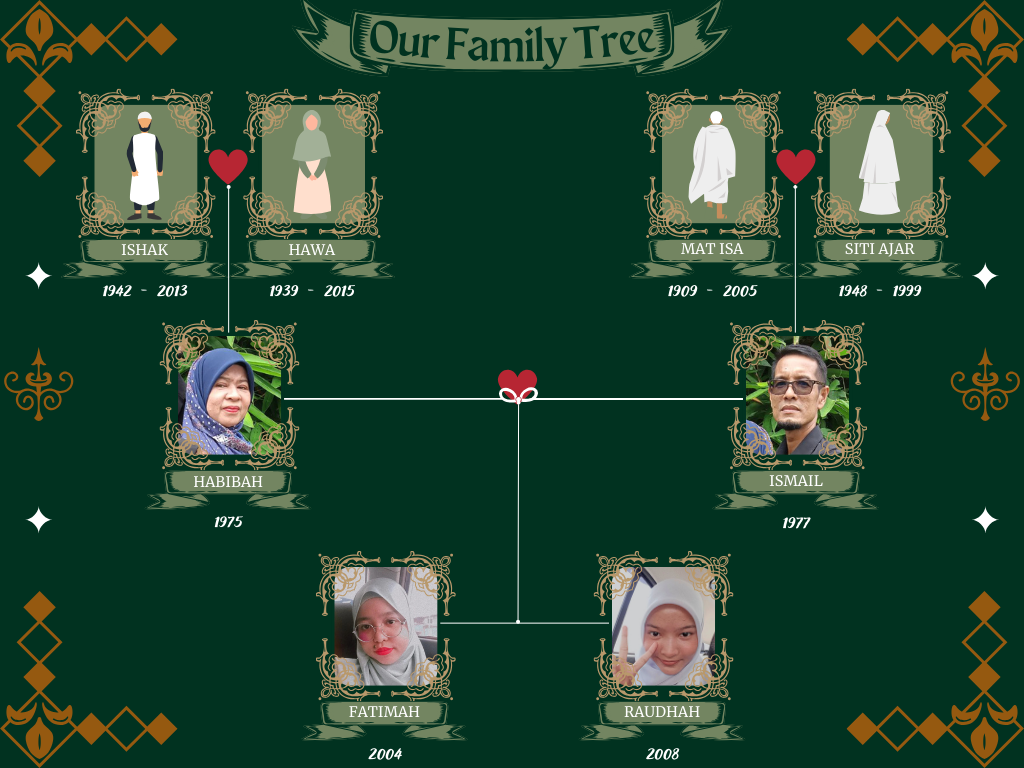 Our Family Tree
ISHAK
HAWA
MAT ISA
SITI AJAR
1942 - 2013
1939 - 2015
1909 - 2005
1948 - 1999
HABIBAH
ISMAIL
1975
1977
FATIMAH
RAUDHAH
2004
2008